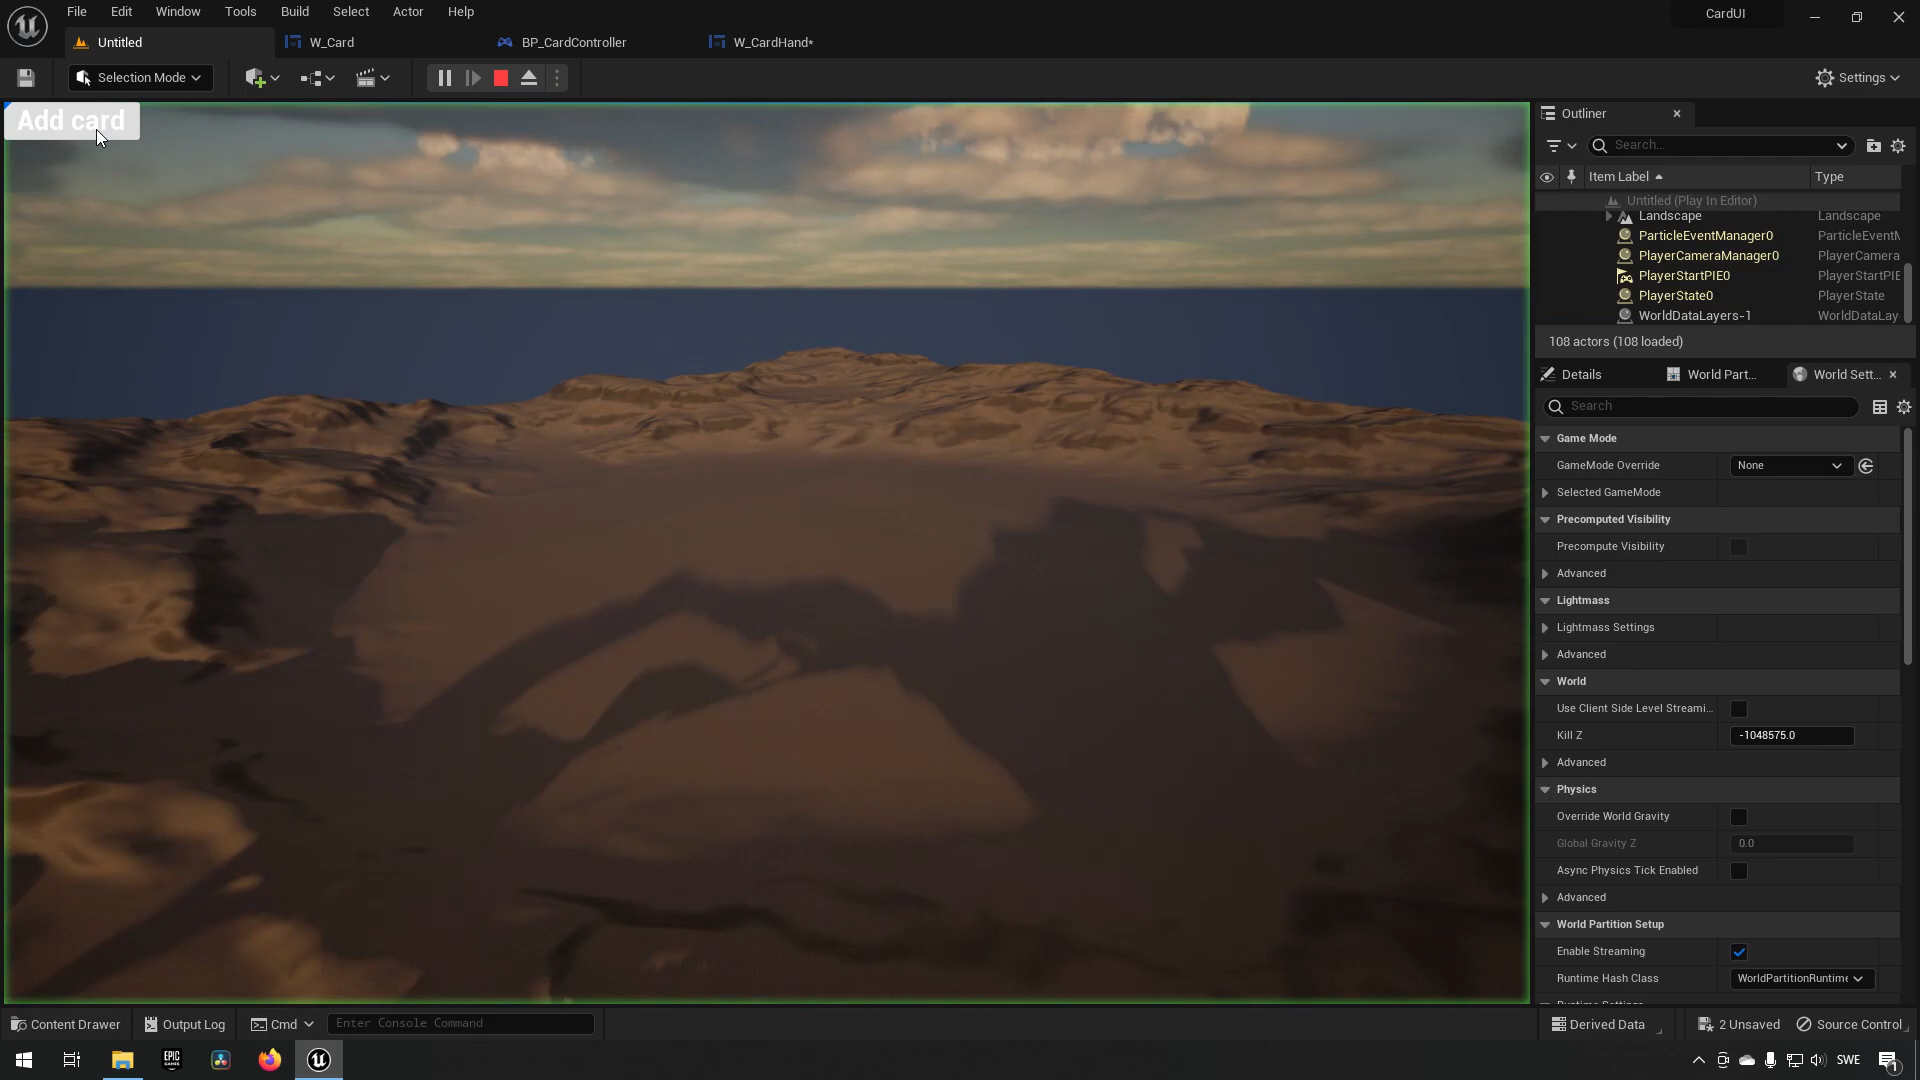 File Edit Window Tools Build Select Actor Help
CardUI
Untitled W_Card BP_CardController W_CardHand*
Selection Mode
Settings
Add card
Outliner
Search...
Item Label Type
Untitled (Play In Editor)
Landscape Landscape
ParticleEventManager0 ParticleEventM
PlayerCameraManager0 PlayerCamera
PlayerStartPIE0 PlayerStartPIE
PlayerState0 PlayerState
WorldDataLayers-1 WorldDataLay
108 actors (108 loaded)
Details World Part... World Sett...
Search
Game Mode
GameMode Override None
Selected GameMode
Precomputed Visibility
Precompute Visibility
Advanced
Lightmass
Lightmass Settings
Advanced
World
Use Client Side Level Streami...
Kill Z -1048575.0
Advanced
Physics
Override World Gravity
Global Gravity Z 0.0
Async Physics Tick Enabled
Advanced
World Partition Setup
Enable Streaming
Runtime Hash Class WorldPartitionRuntime
Runtime Settings
Content Drawer Output Log Cmd Enter Console Command Derived Data 2 Unsaved Source Control
EPIC GAMES SWE 1